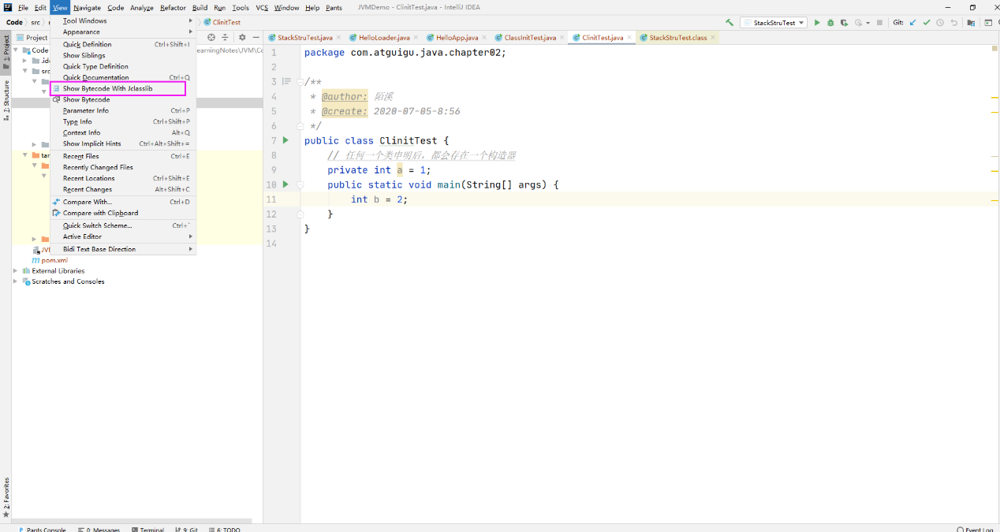 File Edit View Navigate Code Analyze Refactor Build Run Tools VCS Window Help Pants JVMDemo - ClinitTest.java - IntelliJ IDEA
Code src ClinitTest StackStruTest Git:
1: Project
Z: Structure
2: Favorites
Project
Code
earningNotes\JVM\Co
.ide
src
tar
JVM
pom.xml
External Libraries
Scratches and Consoles
Tool Windows
Appearance
Quick Definition Ctrl+Shift+I
Show Siblings
Quick Type Definition
Quick Documentation Ctrl+Q
Show Bytecode With Jclasslib
Show Bytecode
Parameter Info Ctrl+P
Type Info Ctrl+Shift+P
Context Info Alt+Q
Show Implicit Hints Ctrl+Alt+Shift+=
Recent Files Ctrl+E
Recently Changed Files
Recent Locations Ctrl+Shift+E
Recent Changes Alt+Shift+C
Compare With... Ctrl+D
Compare with Clipboard
Quick Switch Scheme... Ctrl+`
Active Editor
Bidi Text Base Direction
StackStruTest.java HelloLoader.java HelloApp.java ClassInitTest.java ClinitTest.java StackStruTest.class
1 package com.atguigu.java.chapter02;
2
3 /**
4 * @author: 陌溪
5 * @create: 2020-07-05-8:56
6 */
7 public class ClinitTest {
8 // 任何一个类申明后，都会存在一个构造器
9 private int a = 1;
10 public static void main(String[] args) {
11 int b = 2;
12 }
13 }
14
Pants Console 0: Messages Terminal 9: Git 6: TODO Event Log